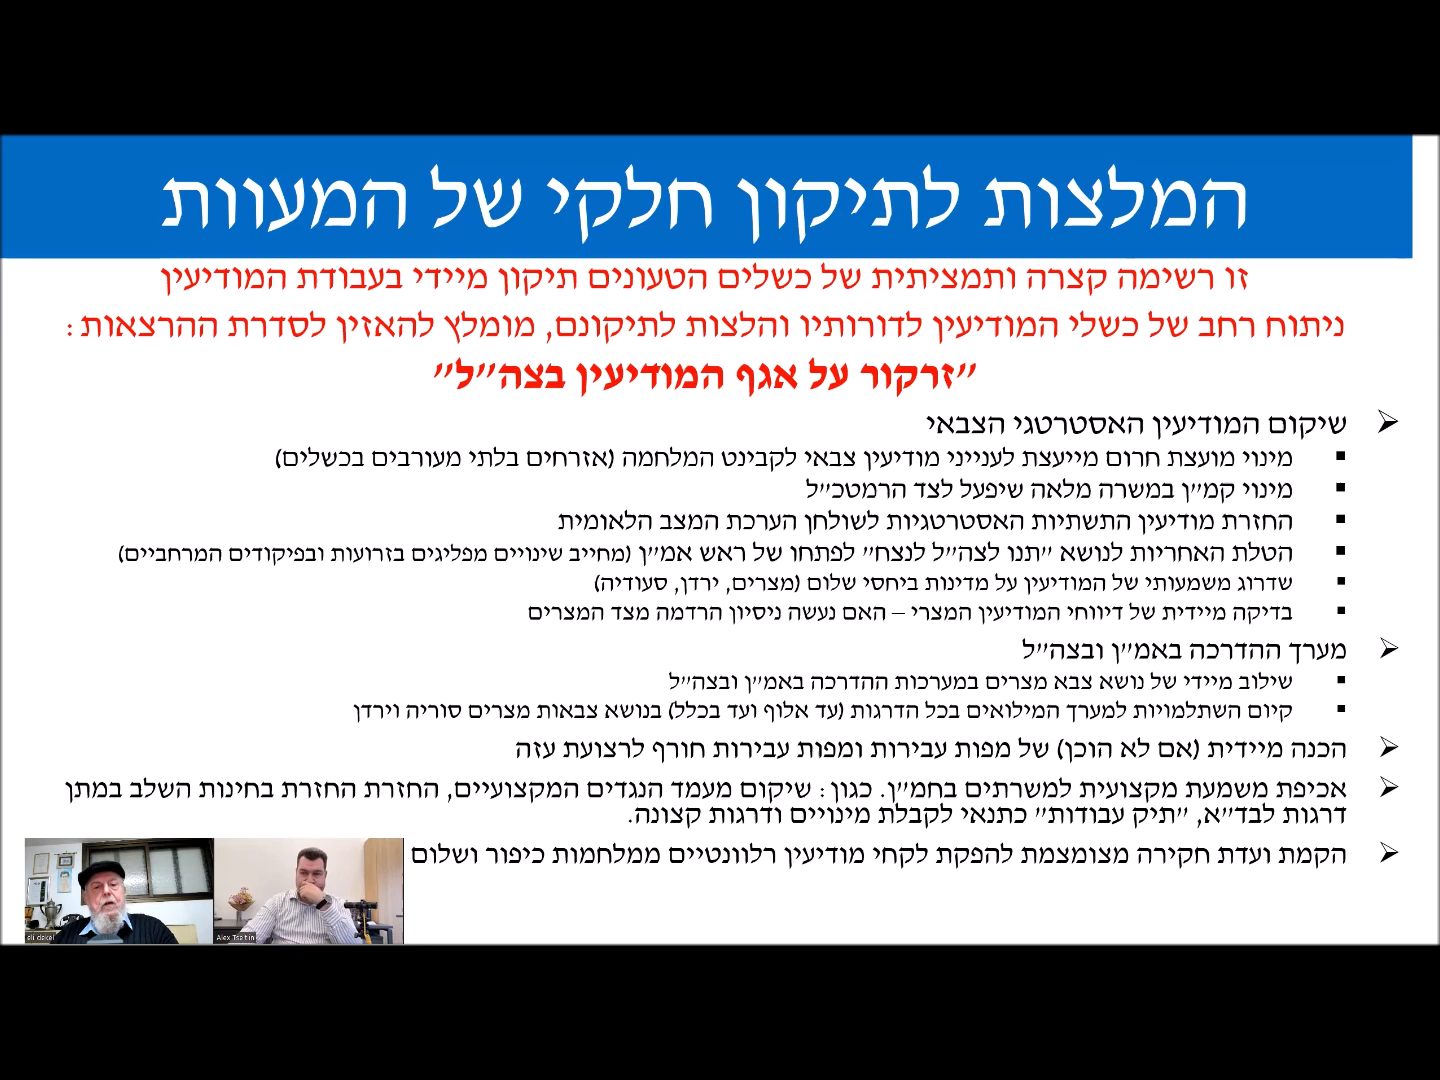 המלצות לתיקון חלקי של המעוות
זו רשימה קצרה ותמציתית של כשלים הטעונים תיקון מיידי בעבודת המודיעין
ניתוח רחב של כשלי המודיעין לדורותיו והלצות לתיקונם, מומלץ להאזין לסדרת ההרצאות :
״זרקור על אגף המודיעין בצה״ל״
➢ שיקום המודיעין האסטרטגי הצבאי
▪ מינוי מועצת חרום מייעצת לענייני מודיעין צבאי לקבינט המלחמה (אזרחים בלתי מעורבים בכשלים)
▪ מינוי קמ״ן במשרה מלאה שיפעל לצד הרמטכ״ל
▪ החזרת מודיעין התשתיות האסטרטגיות לשולחן הערכת המצב הלאומית
▪ הטלת האחריות לנושא ״תנו לצה״ל לנצח״ לפתחו של ראש אמ״ן (מחייב שינויים מפליגים בזרועות ובפיקודים המרחביים)
▪ שדרוג משמעותי של המודיעין על מדינות ביחסי שלום (מצרים, ירדן, סעודיה)
▪ בדיקה מיידית של דיווחי המודיעין המצרי – האם נעשה ניסיון הרדמה מצד המצרים
➢ מערך ההדרכה באמ״ן ובצה״ל
▪ שילוב מיידי של נושא צבא מצרים במערכות ההדרכה באמ״ן ובצה״ל
▪ קיום השתלמויות למערך המילואים בכל הדרגות (עד אלוף ועד בכלל) בנושא צבאות מצרים סוריה וירדן
➢ הכנה מיידית (אם לא הוכן) של מפות עבירות ומפות עבירות חורף לרצועת עזה
➢ אכיפת משמעת מקצועית למשרתים בחמ״ן. כגון : שיקום מעמד הנגדים המקצועיים, החזרת החזרת בחינות השלב במתן
דרגות לבד״א, ״תיק עבודות״ כתנאי לקבלת מינויים ודרגות קצונה.
➢ הקמת ועדת חקירה מצומצמת להפקת לקחי מודיעין רלוונטיים ממלחמות כיפור ושלום
eli dekel
Alex Tseitlin